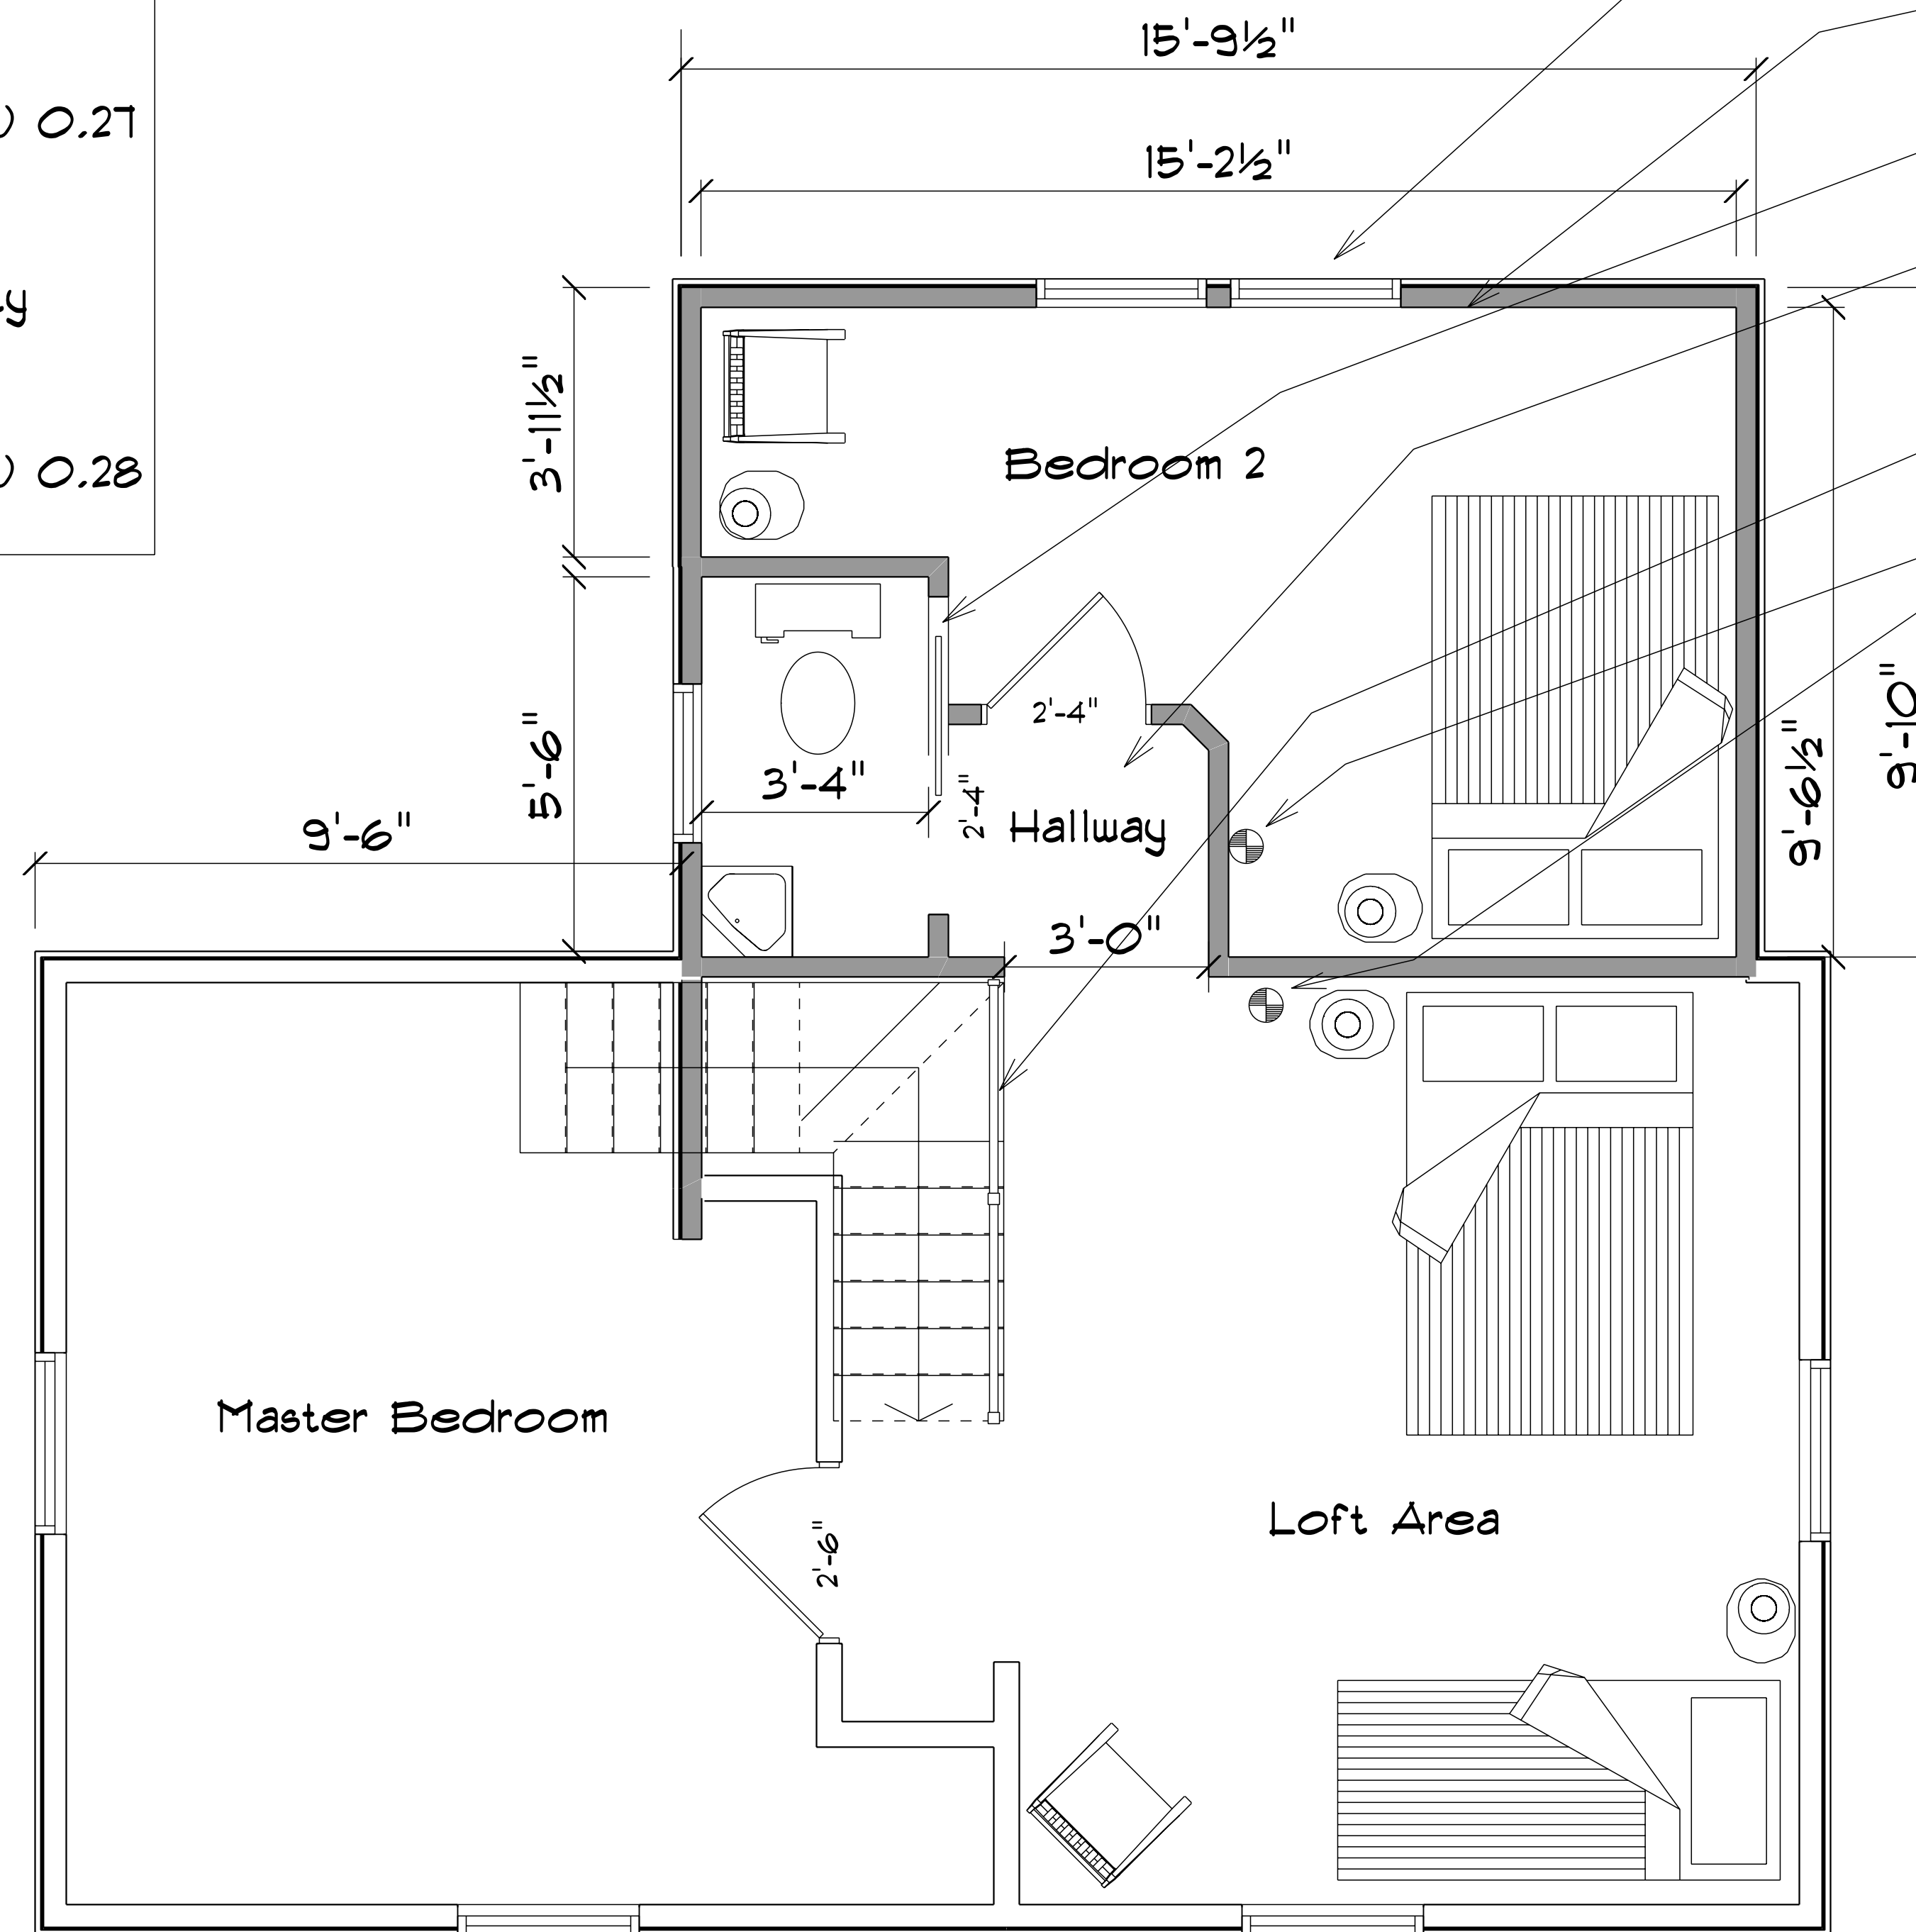 15'-9½"
0.27
15'-2½"
y
3'-11½"
0.28
Bedroom 2
2'-4"
9'-10"
5'-6"
3'-4"
9'-6½"
2'-4"
9'-6"
Hallway
3'-0"
Master Bedroom
Loft Area
2'-6"